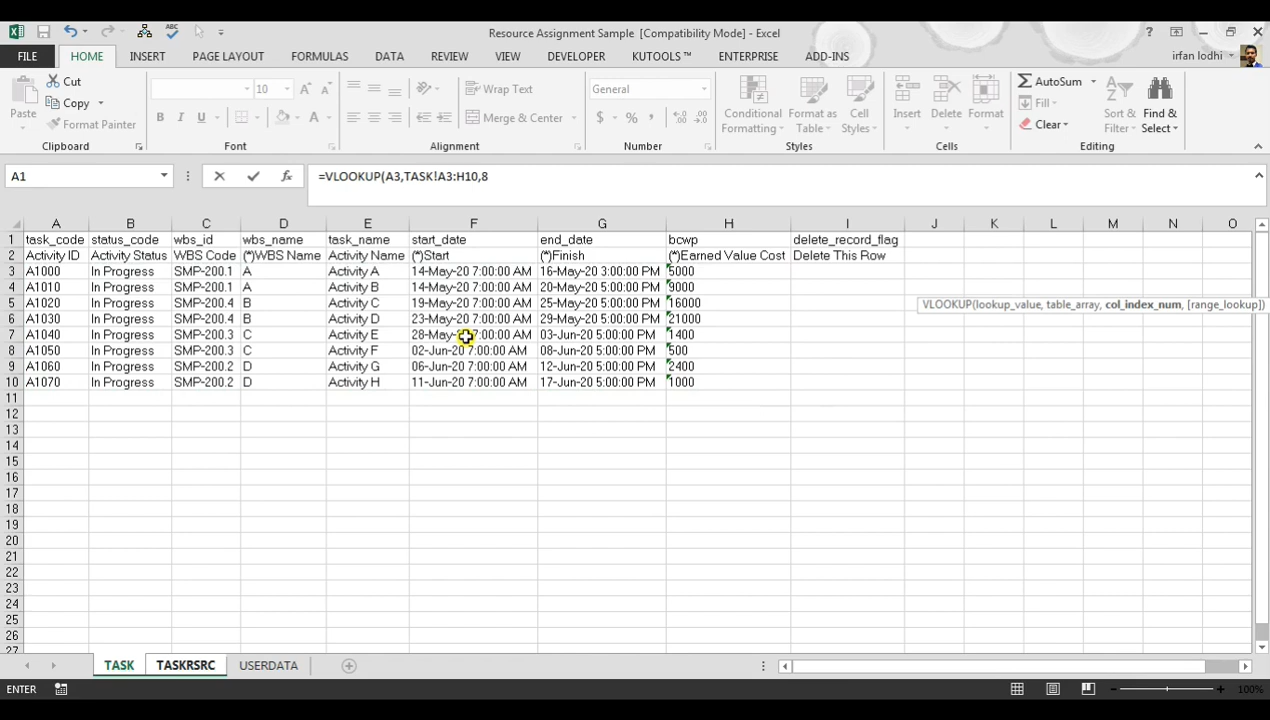 Resource Assignment Sample [Compatibility Mode] - Excel
FILE HOME INSERT PAGE LAYOUT FORMULAS DATA REVIEW VIEW DEVELOPER KUTOOLS ™ ENTERPRISE ADD-INS irfan lodhi
Cut
Copy
Format Painter
Paste
Clipboard
10
Font
Wrap Text
Merge & Center
Alignment
General
Number
Conditional Formatting
Format as Table
Cell Styles
Styles
Insert
Delete
Format
Cells
AutoSum
Fill
Clear
Sort & Filter
Find & Select
Editing
A1 =VLOOKUP(A3,TASK!A3:H10,8
A B C D E F G H I J K L M N O
1 task_code status_code wbs_id wbs_name task_name start_date end_date bcwp delete_record_flag
2 Activity ID Activity Status WBS Code (*)WBS Name Activity Name (*)Start (*)Finish (*)Earned Value Cost Delete This Row
3 A1000 In Progress SMP-200.1 A Activity A 14-May-20 7:00:00 AM 16-May-20 3:00:00 PM 5000
4 A1010 In Progress SMP-200.1 A Activity B 14-May-20 7:00:00 AM 20-May-20 5:00:00 PM 9000
5 A1020 In Progress SMP-200.4 B Activity C 19-May-20 7:00:00 AM 25-May-20 5:00:00 PM 16000
VLOOKUP(lookup_value, table_array, col_index_num, [range_lookup])
6 A1030 In Progress SMP-200.4 B Activity D 23-May-20 7:00:00 AM 29-May-20 5:00:00 PM 21000
7 A1040 In Progress SMP-200.3 C Activity E 28-May- 7:00:00 AM 03-Jun-20 5:00:00 PM 1400
8 A1050 In Progress SMP-200.3 C Activity F 02-Jun-20 7:00:00 AM 08-Jun-20 5:00:00 PM 500
9 A1060 In Progress SMP-200.2 D Activity G 06-Jun-20 7:00:00 AM 12-Jun-20 5:00:00 PM 2400
10 A1070 In Progress SMP-200.2 D Activity H 11-Jun-20 7:00:00 AM 17-Jun-20 5:00:00 PM 1000
11
12
13
14
15
16
17
18
19
20
21
22
23
24
25
26
27
TASK TASKRSRC USERDATA
ENTER 100%